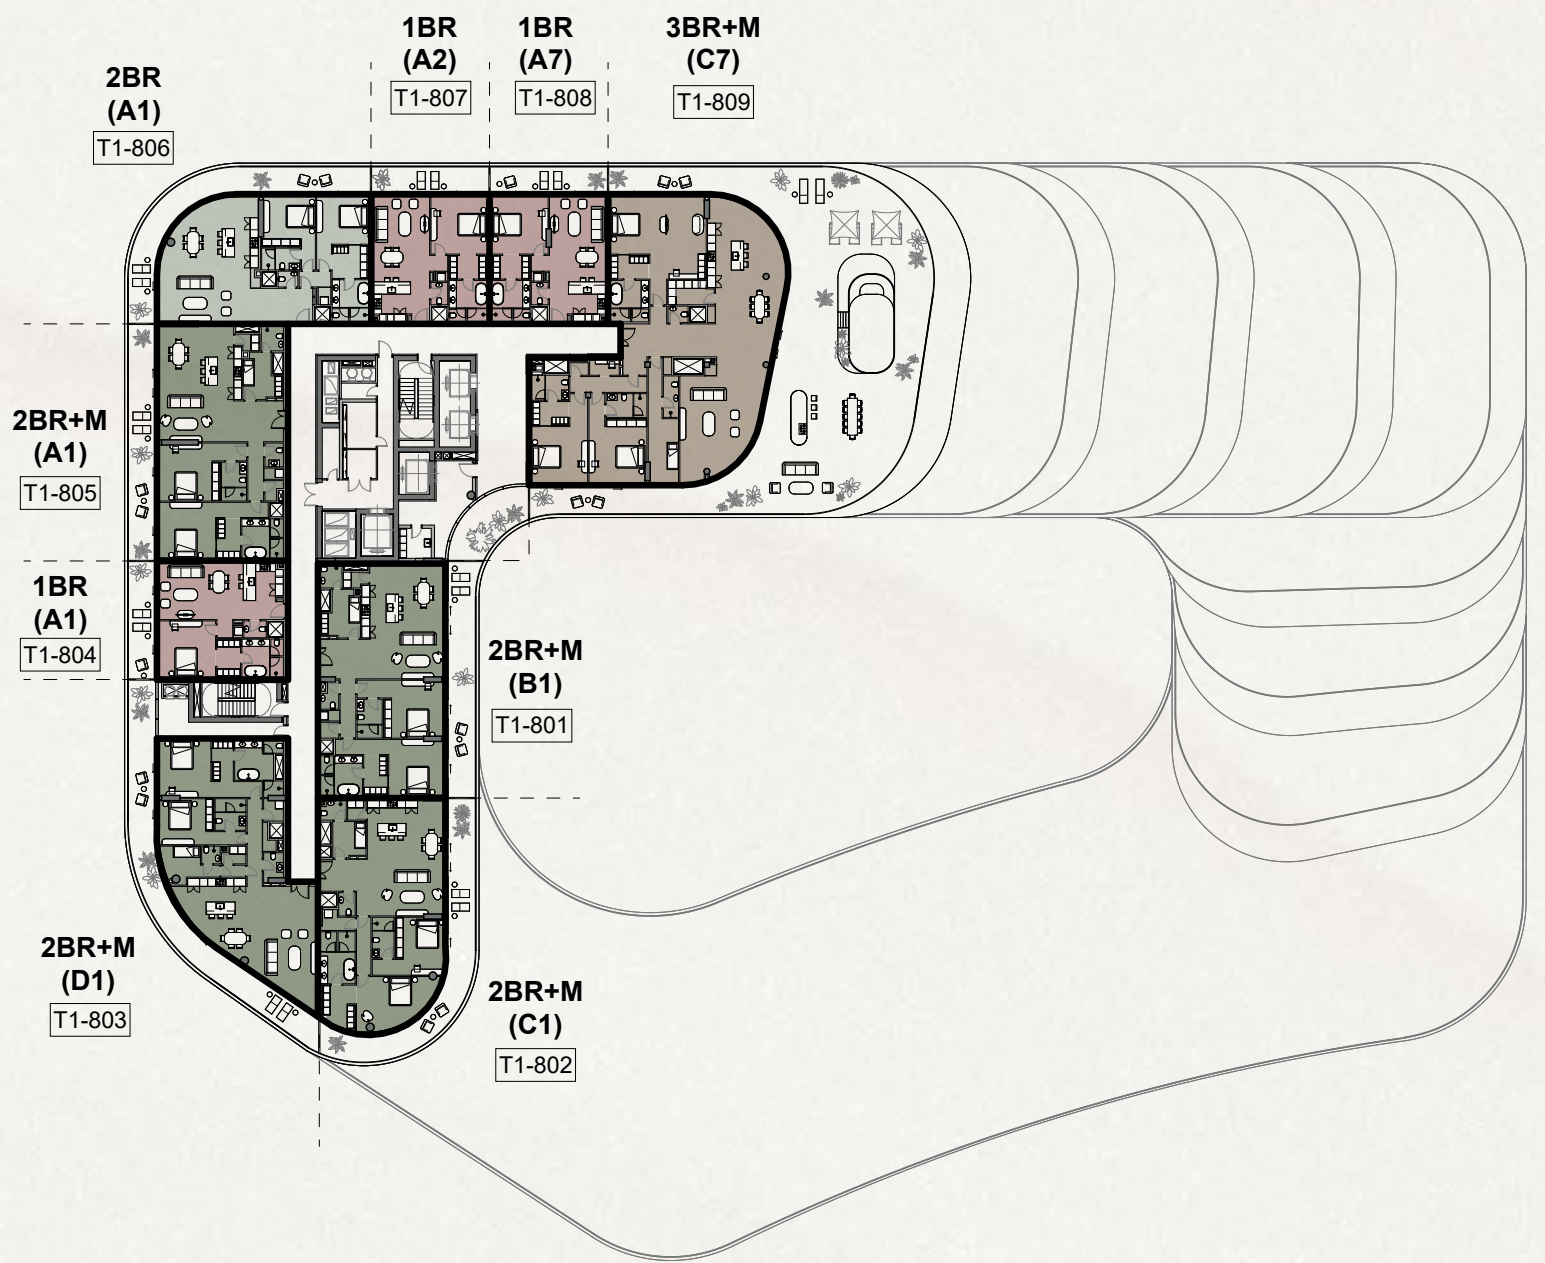 1BR
(A2)
T1-807
1BR
(A7)
T1-808
3BR+M
(C7)
T1-809
2BR
(A1)
T1-806
2BR+M
(A1)
T1-805
1BR
(A1)
T1-804
2BR+M
(B1)
T1-801
2BR+M
(D1)
T1-803
2BR+M
(C1)
T1-802